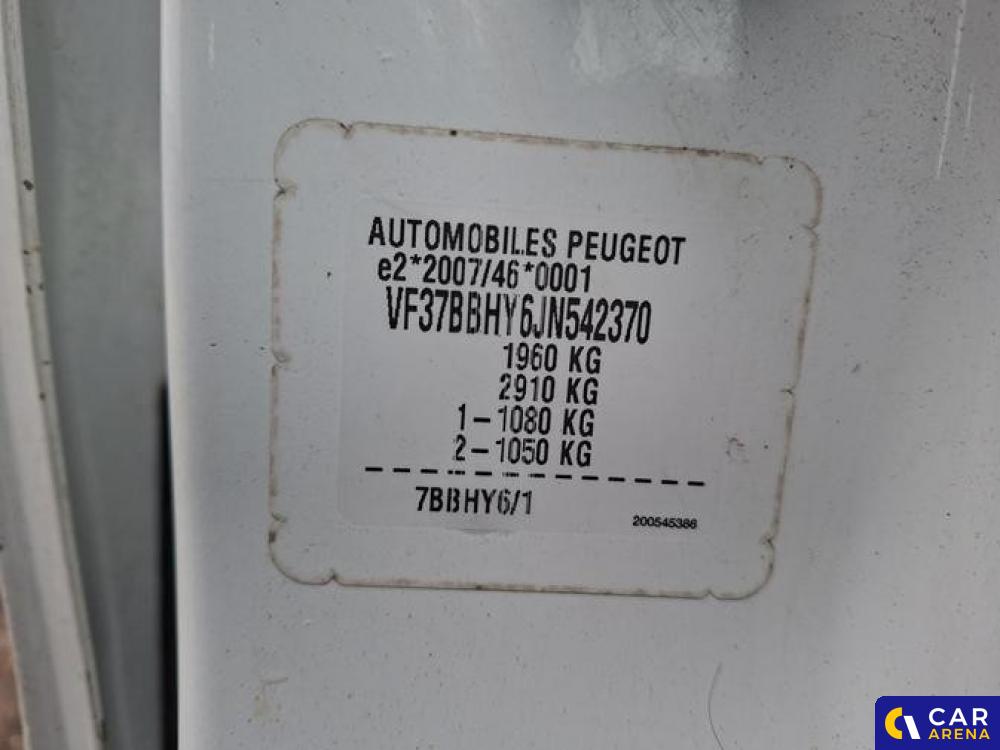 AUTOMOBILES PEUGEOT
e2*2007/46*0001
VF37BBHY6JN542370
1960 KG
2910 KG
1-1080 KG
2-1050 KG
7BBHY6/1
200545386
CAR
ARENA